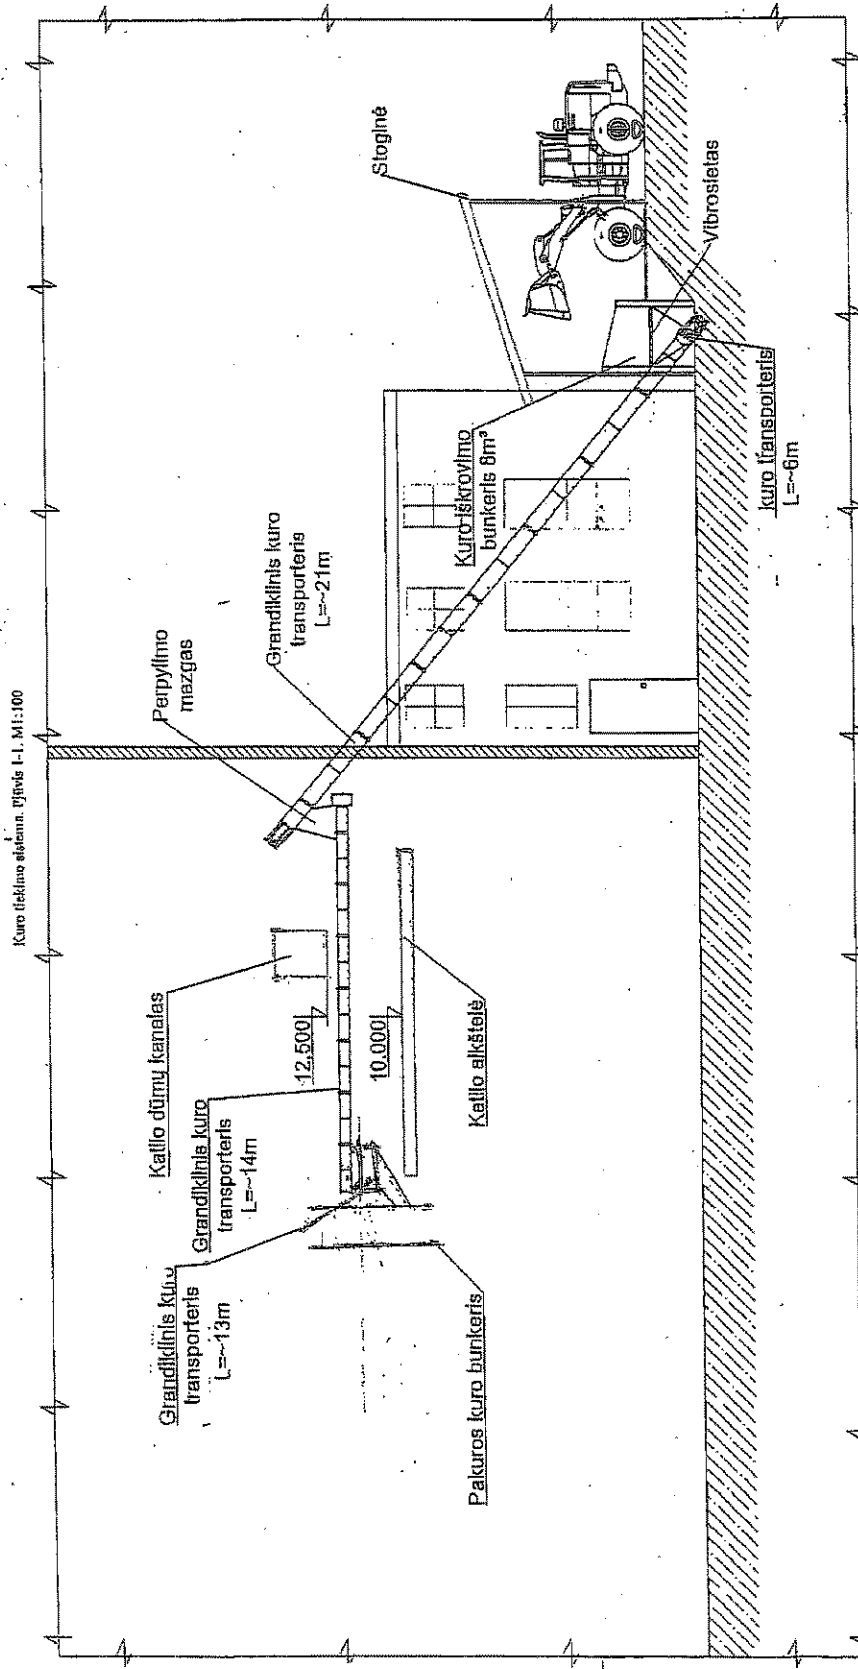 Kuro tiekimo sistema. Pjūvis 1-1. M1:100
Grandiklinis kuro
transporteris
L=~13m
Grandiklinis kuro
transporteris
L=~14m
Katilo dūmų kanalas
12.500
10.000
Pakuros kuro bunkeris
Katilo aikštelė
Perpylimo
mazgas
Grandiklinis kuro
transporteris
L=~21m
Kuro iškrovimo
bunkeris 8m³
Stoginė
Vibrosietas
kuro transporteris
L=~6m